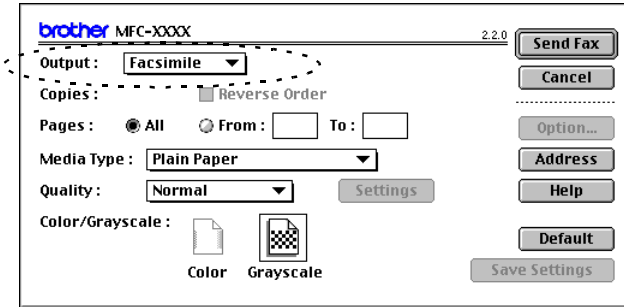 brother MFC-XXXX 2.2.0
Send Fax
Output : Facsimile
Cancel
Copies : Reverse Order
Pages : All From : To :
Option...
Media Type : Plain Paper
Address
Quality : Normal Settings
Help
Color/Grayscale :
Default
Color Grayscale
Save Settings